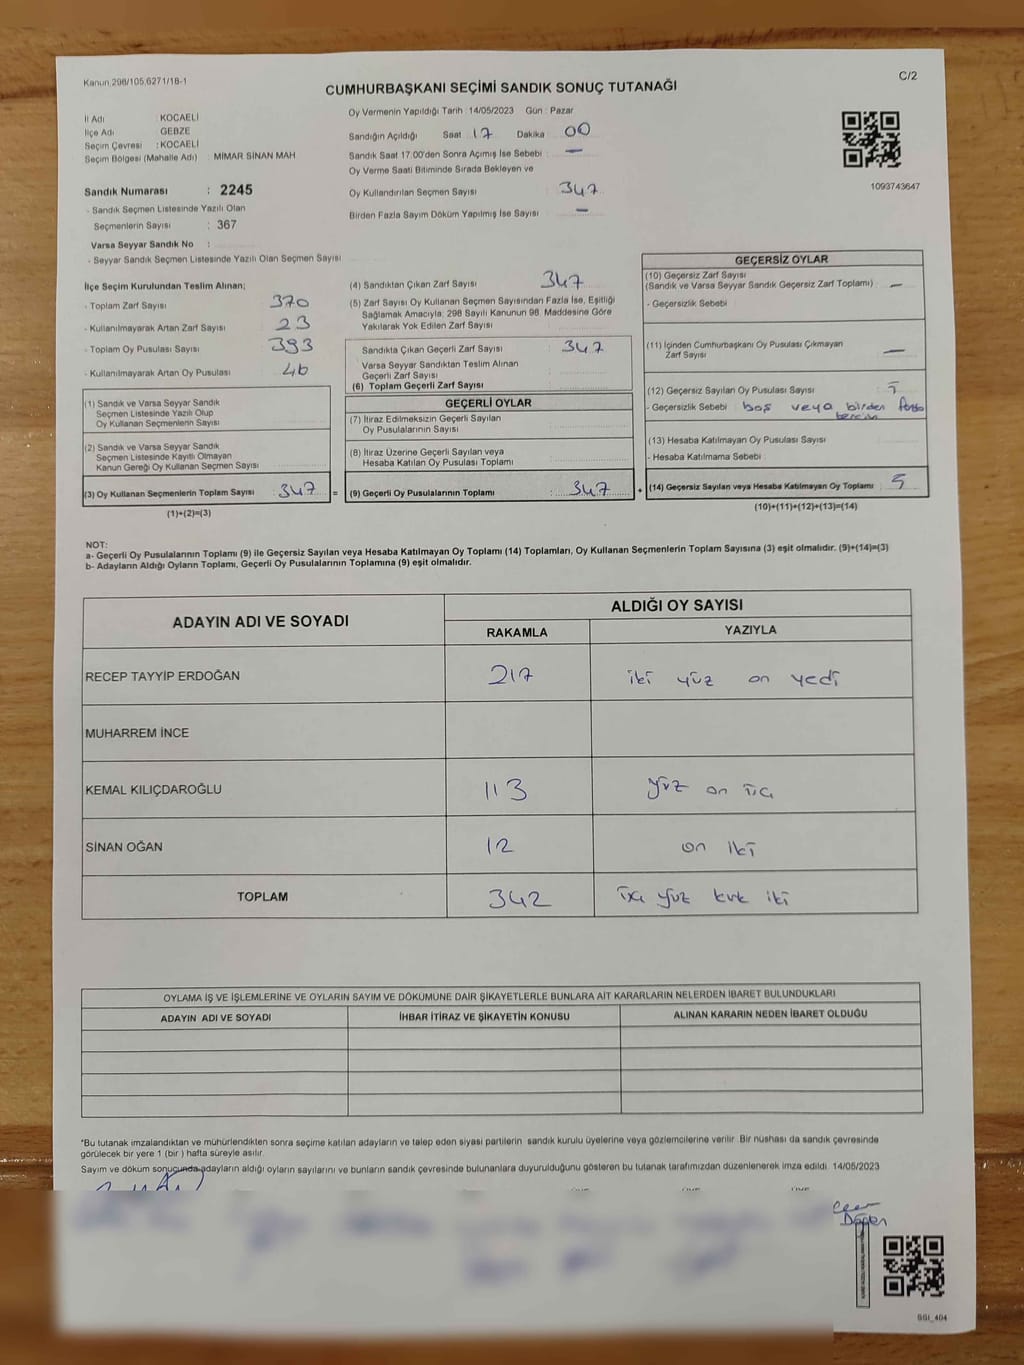 Kanun 298/105,6271/18-1
C/2
CUMHURBAŞKANI SEÇİMİ SANDIK SONUÇ TUTANAĞI
İl Adı : KOCAELİ
İlçe Adı : GEBZE
Seçim Çevresi : KOCAELİ
Seçim Bölgesi (Mahalle Adı) : MİMAR SİNAN MAH
Sandık Numarası : 2245
- Sandık Seçmen Listesinde Yazılı Olan
Seçmenlerin Sayısı : 367
Varsa Seyyar Sandık No :
- Seyyar Sandık Seçmen Listesinde Yazılı Olan Seçmen Sayısı
Oy Vermenin Yapıldığı Tarih : 14/05/2023 Gün : Pazar
Sandığın Açıldığı Saat 17 Dakika 00
Sandık Saat 17.00'den Sonra Açımış İse Sebebi : —
Oy Verme Saati Bitiminde Sırada Bekleyen ve
Oy Kullandırılan Seçmen Sayısı 347
Birden Fazla Sayım Döküm Yapılmış İse Sayısı —
1093743647
İlçe Seçim Kurulundan Teslim Alınan;
- Toplam Zarf Sayısı 370
- Kullanılmayarak Artan Zarf Sayısı 23
- Toplam Oy Pusulası Sayısı 393
- Kullanılmayarak Artan Oy Pusulası 46
(1) Sandık ve Varsa Seyyar Sandık
Seçmen Listesinde Yazılı Olup
Oy Kullanan Seçmenlerin Sayısı
(2) Sandık ve Varsa Seyyar Sandık
Seçmen Listesinde Kayıtlı Olmayan
Kanun Gereği Oy Kullanan Seçmen Sayısı
(3) Oy Kullanan Seçmenlerin Toplam Sayısı : 347 =
(1)+(2)=(3)
(4) Sandıktan Çıkan Zarf Sayısı 347
(5) Zarf Sayısı Oy Kullanan Seçmen Sayısından Fazla İse, Eşitliği
Sağlamak Amacıyla; 298 Sayılı Kanunun 98. Maddesine Göre
Yakılarak Yok Edilen Zarf Sayısı
Sandıkta Çıkan Geçerli Zarf Sayısı : 347
Varsa Seyyar Sandıktan Teslim Alınan
Geçerli Zarf Sayısı
(6) Toplam Geçerli Zarf Sayısı
GEÇERLİ OYLAR
(7) İtiraz Edilmeksizin Geçerli Sayılan
Oy Pusulalarının Sayısı
(8) İtiraz Üzerine Geçerli Sayılan veya
Hesaba Katılan Oy Pusulası Toplamı
(9) Geçerli Oy Pusulalarının Toplamı : 347 +
GEÇERSİZ OYLAR
(10) Geçersiz Zarf Sayısı
(Sandık ve Varsa Seyyar Sandık Geçersiz Zarf Toplamı) : —
- Geçersizlik Sebebi
(11) İçinden Cumhurbaşkanı Oy Pusulası Çıkmayan
Zarf Sayısı —
(12) Geçersiz Sayılan Oy Pusulası Sayısı : 5
- Geçersizlik Sebebi boş veya birden fazla
(13) Hesaba Katılmayan Oy Pusulası Sayısı
- Hesaba Katılmama Sebebi
(14) Geçersiz Sayılan veya Hesaba Katılmayan Oy Toplamı : 5
(10)+(11)+(12)+(13)=(14)
NOT:
a- Geçerli Oy Pusulalarının Toplamı (9) ile Geçersiz Sayılan veya Hesaba Katılmayan Oy Toplamı (14) Toplamları, Oy Kullanan Seçmenlerin Toplam Sayısına (3) eşit olmalıdır. (9)+(14)=(3)
b- Adayların Aldığı Oyların Toplamı, Geçerli Oy Pusulalarının Toplamına (9) eşit olmalıdır.
ADAYIN ADI VE SOYADI
ALDIĞI OY SAYISI
RAKAMLA YAZIYLA
RECEP TAYYİP ERDOĞAN 217 iki yüz on yedi
MUHARREM İNCE
KEMAL KILIÇDAROĞLU 113 yüz on üç
SİNAN OĞAN 12 on iki
TOPLAM 342 üç yüz kırk iki
OYLAMA İŞ VE İŞLEMLERİNE VE OYLARIN SAYIM VE DÖKÜMÜNE DAİR ŞİKAYETLERLE BUNLARA AİT KARARLARIN NELERDEN İBARET BULUNDUKLARI
ADAYIN ADI VE SOYADI İHBAR İTİRAZ VE ŞİKAYETİN KONUSU ALINAN KARARIN NEDEN İBARET OLDUĞU
*Bu tutanak imzalandıktan ve mühürlendikten sonra seçime katılan adayların ve talep eden siyasi partilerin sandık kurulu üyelerine veya gözlemcilerine verilir. Bir nüshası da sandık çevresinde
görülecek bir yere 1 (bir) hafta süreyle asılır.
Sayım ve döküm sonucunda adayların aldığı oyların sayılarını ve bunların sandık çevresinde bulunanlara duyurulduğunu gösteren bu tutanak tarafımızdan düzenlenerek imza edildi. 14/05/2023